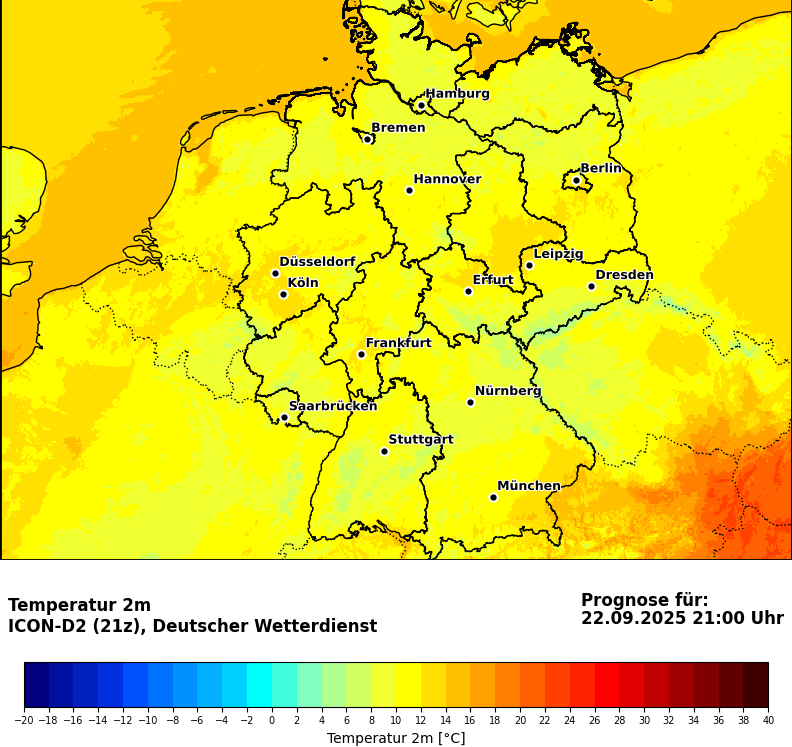 Hamburg
Bremen
Berlin
Hannover
Leipzig
Düsseldorf
Dresden
Köln
Erfurt
Frankfurt
Nürnberg
Saarbrücken
Stuttgart
München
Temperatur 2m
ICON-D2 (21z), Deutscher Wetterdienst
Prognose für:
22.09.2025 21:00 Uhr
−20 −18 −16 −14 −12 −10 −8 −6 −4 −2 0 2 4 6 8 10 12 14 16 18 20 22 24 26 28 30 32 34 36 38 40
Temperatur 2m [°C]